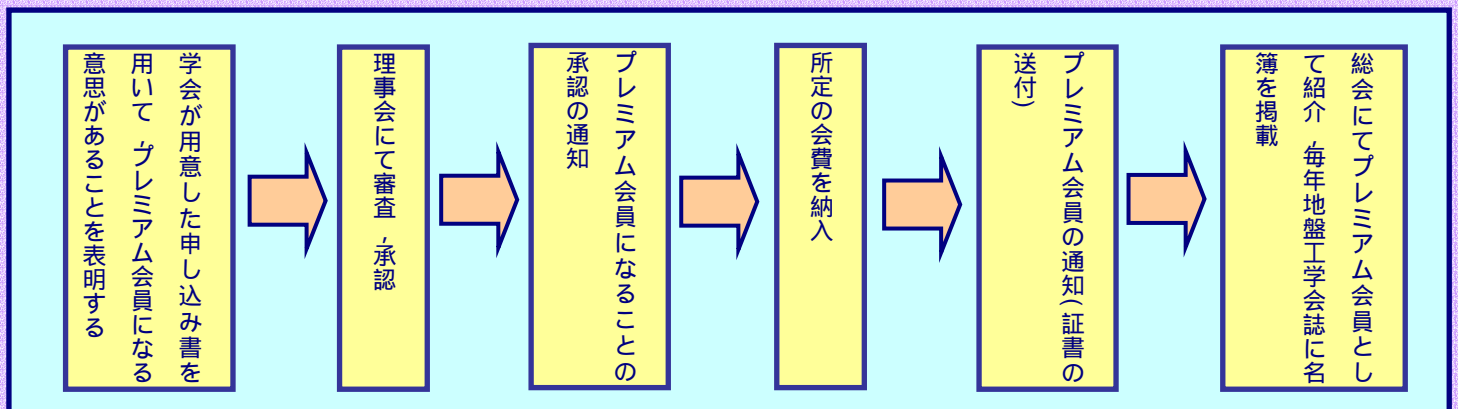 学会が用意した申し込み書を
用いて,プレミアム会員になる
意思があることを表明する
理事会にて審査,承認
プレミアム会員になることの
承認の通知
所定の会費を納入
プレミアム会員の通知(証書の
送付)
総会にてプレミアム会員とし
て紹介,毎年地盤工学会誌に名
簿を掲載